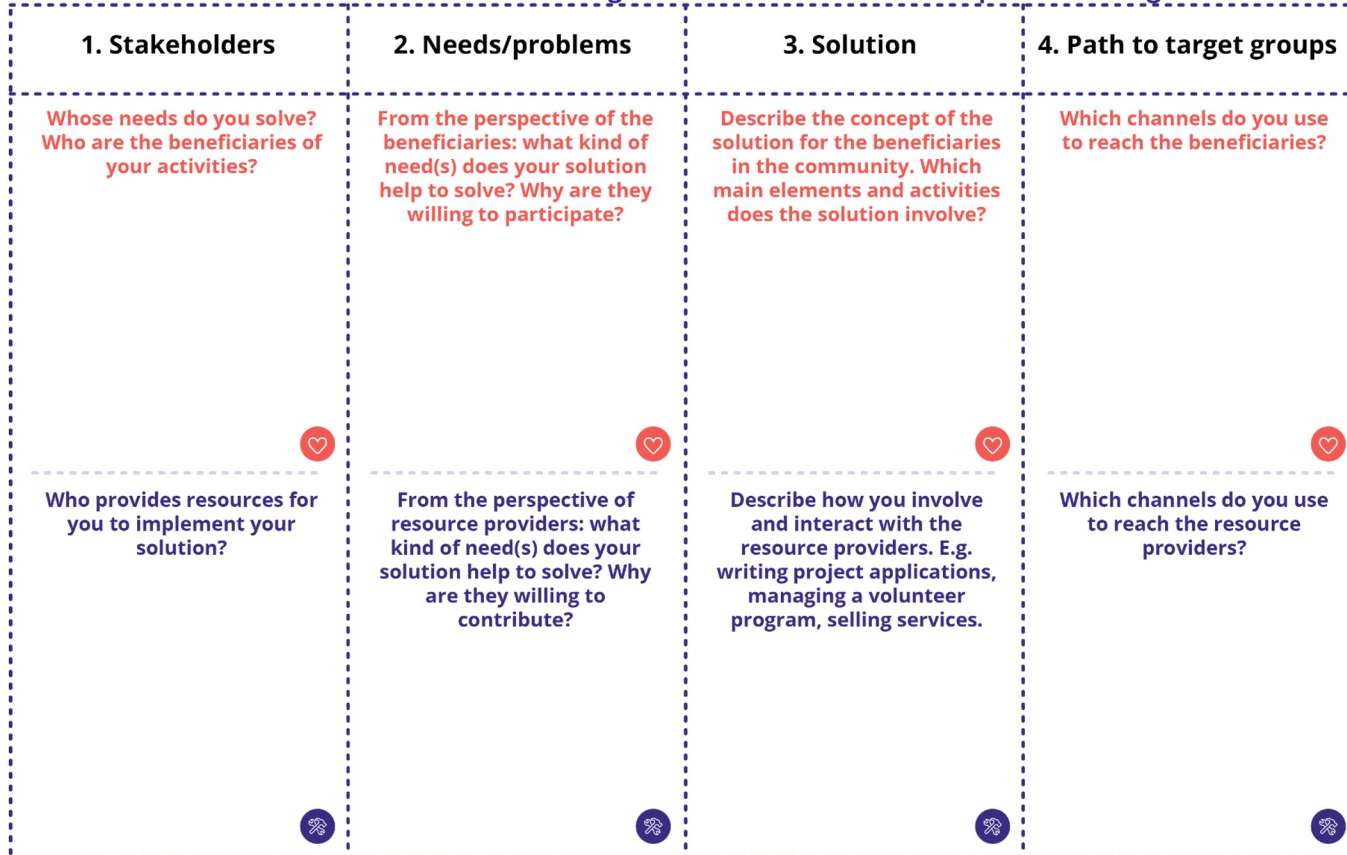 1. Stakeholders
2. Needs/problems
3. Solution
4. Path to target groups
Whose needs do you solve?
Who are the beneficiaries of
your activities?
From the perspective of the
beneficiaries: what kind of
need(s) does your solution
help to solve? Why are they
willing to participate?
Describe the concept of the
solution for the beneficiaries
in the community. Which
main elements and activities
does the solution involve?
Which channels do you use
to reach the beneficiaries?
Who provides resources for
you to implement your
solution?
From the perspective of
resource providers: what
kind of need(s) does your
solution help to solve? Why
are they willing to
contribute?
Describe how you involve
and interact with the
resource providers. E.g.
writing project applications,
managing a volunteer
program, selling services.
Which channels do you use
to reach the resource
providers?